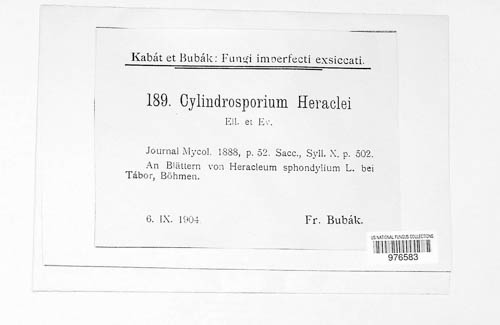 Kabát et Bubák: Fungi imperfecti exsiccati.
189. Cylindrosporium Heraclei
Ell. et Ev.
Journal Mycol. 1888, p. 52. Sacc., Syll. X. p. 502.
An Blättern von Heracleum sphondylium L. bei
Tábor, Böhmen.
6. IX. 1904.
Fr. Bubák.
US NATIONAL FUNGUS COLLECTIONS
976583